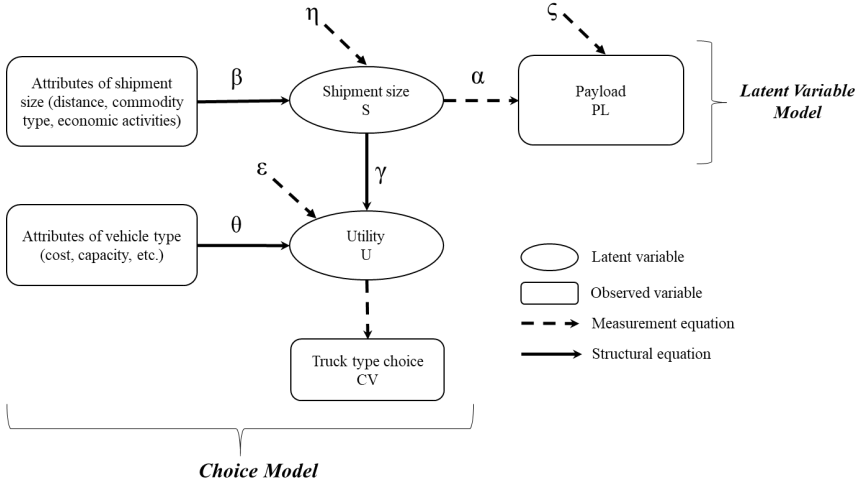 η
ς
Attributes of shipment
size (distance, commodity
type, economic activities)
β
Shipment size
S
α
Payload
PL
Latent Variable
Model
ε
γ
Attributes of vehicle type
(cost, capacity, etc.)
θ
Utility
U
Latent variable
Observed variable
Measurement equation
Structural equation
Truck type choice
CV
Choice Model